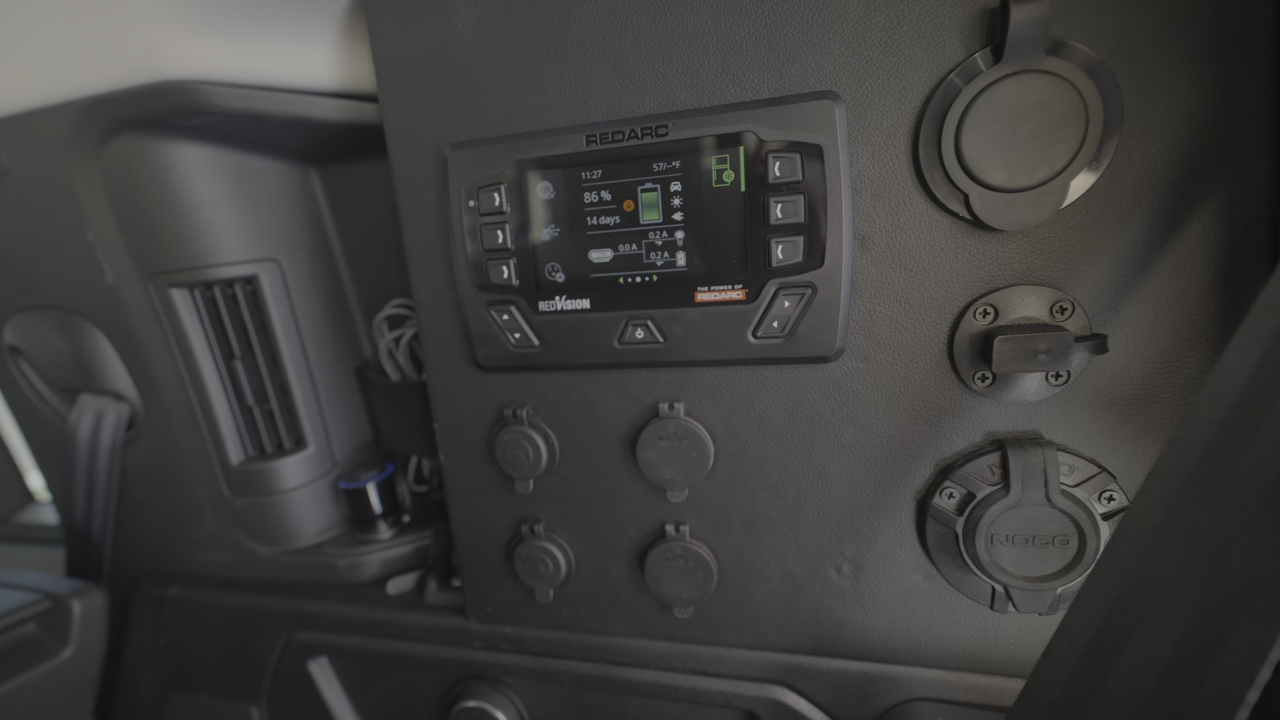 REDARC
11:27
57/--°F
86 %
14 days
0.2 A
0.0 A
0.2 A
REDVISION
THE POWER OF
REDARC
NOCO
NOCO